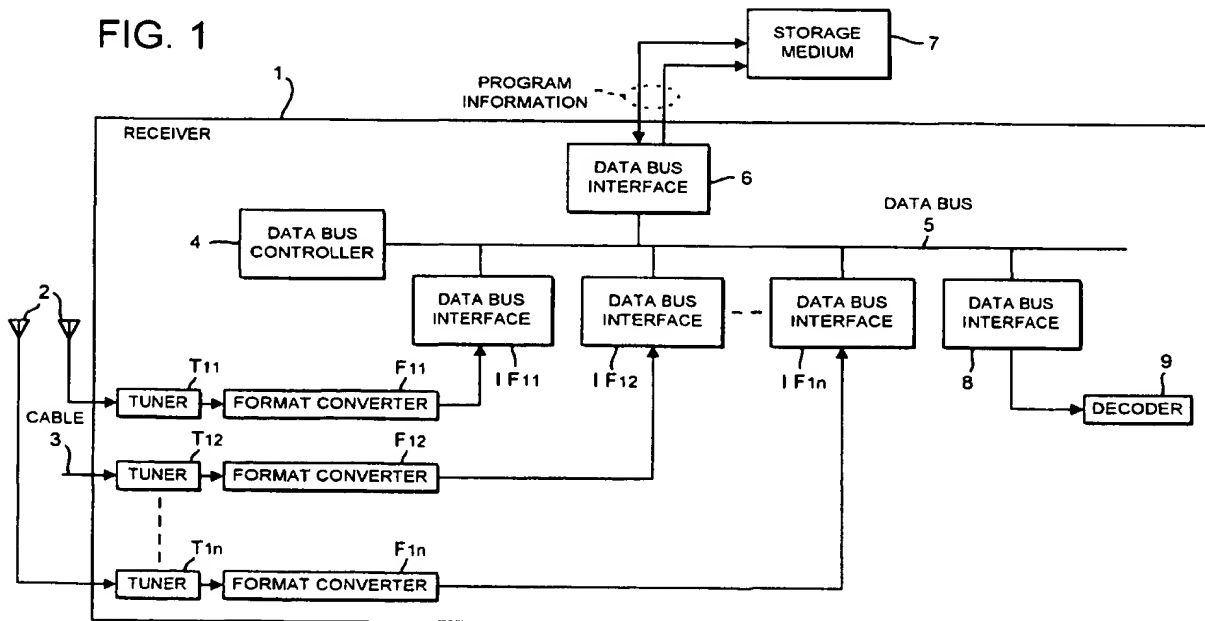 FIG. 1
STORAGE
MEDIUM
7
PROGRAM
INFORMATION
1
RECEIVER
DATA BUS
INTERFACE
6
DATA BUS
5
4
DATA BUS
CONTROLLER
2
DATA BUS
INTERFACE
DATA BUS
INTERFACE
DATA BUS
INTERFACE
DATA BUS
INTERFACE
I F11
I F12
I F1n
8
9
DECODER
T11
F11
TUNER
FORMAT CONVERTER
CABLE
3
T12
F12
TUNER
FORMAT CONVERTER
T1n
F1n
TUNER
FORMAT CONVERTER